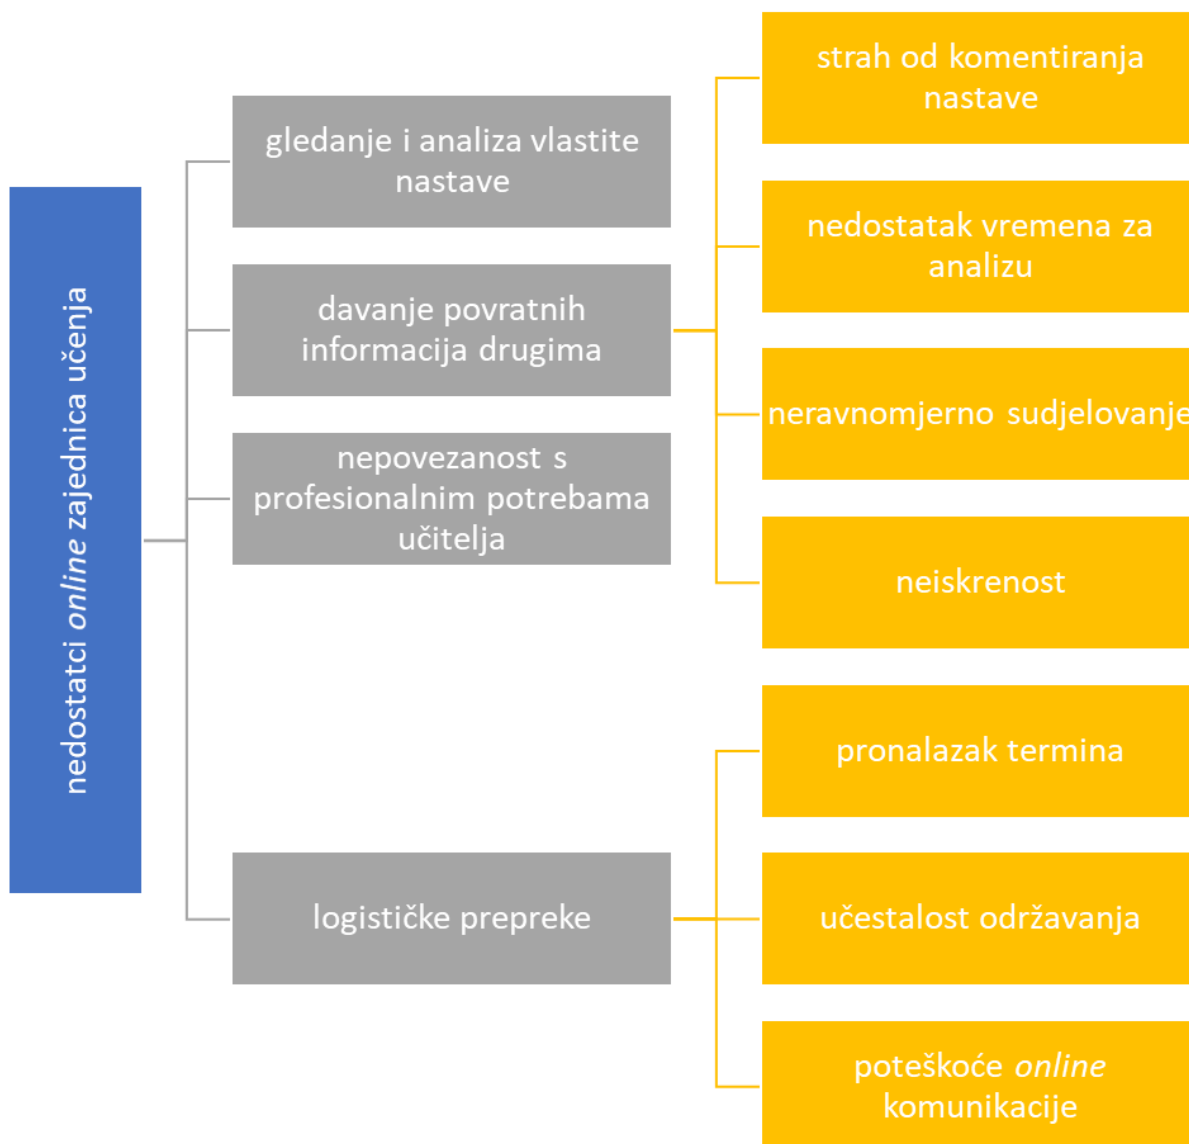 nedostatci online zajednica učenja
gledanje i analiza vlastite
nastave
davanje povratnih
informacija drugima
strah od komentiranja
nastave
nedostatak vremena za
analizu
neravnomjerno sudjelovanje
neiskrenost
nepovezanost s
profesionalnim potrebama
učitelja
logističke prepreke
pronalazak termina
učestalost održavanja
poteškoće online
komunikacije